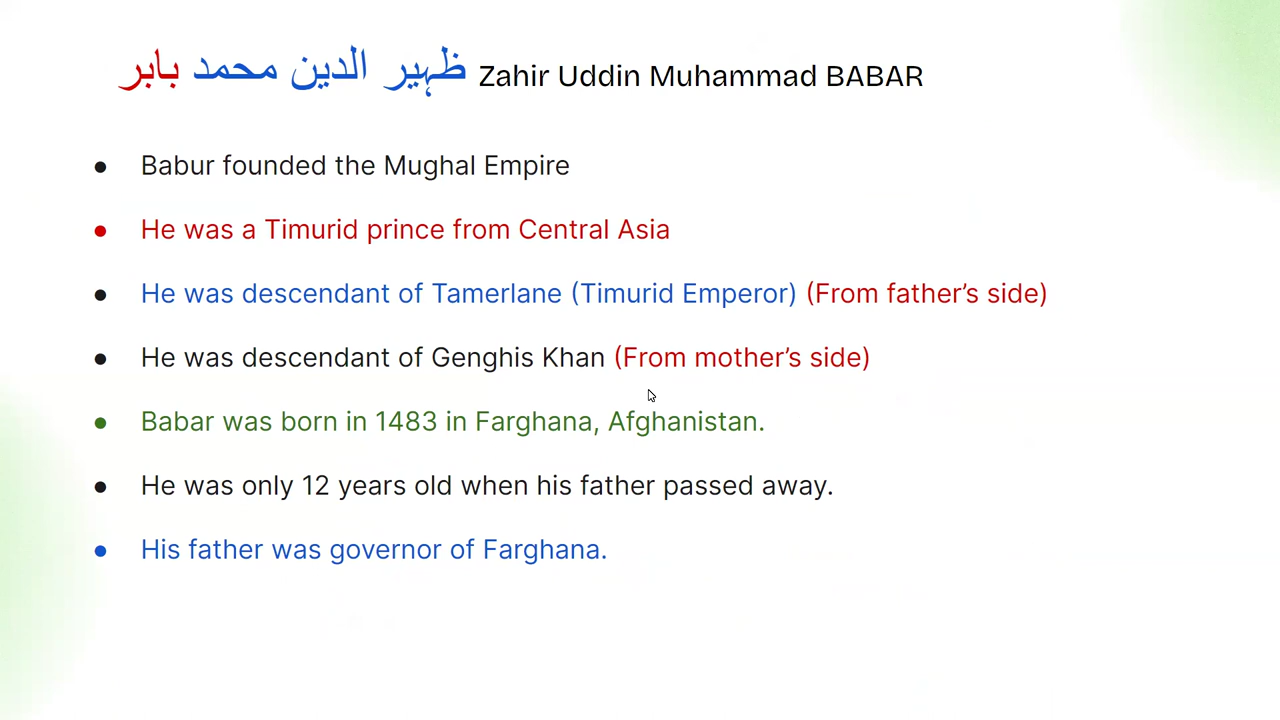 ظہیر الدین محمد بابر Zahir Uddin Muhammad BABAR
● Babur founded the Mughal Empire
● He was a Timurid prince from Central Asia
● He was descendant of Tamerlane (Timurid Emperor) (From father’s side)
● He was descendant of Genghis Khan (From mother’s side)
● Babar was born in 1483 in Farghana, Afghanistan.
● He was only 12 years old when his father passed away.
● His father was governor of Farghana.